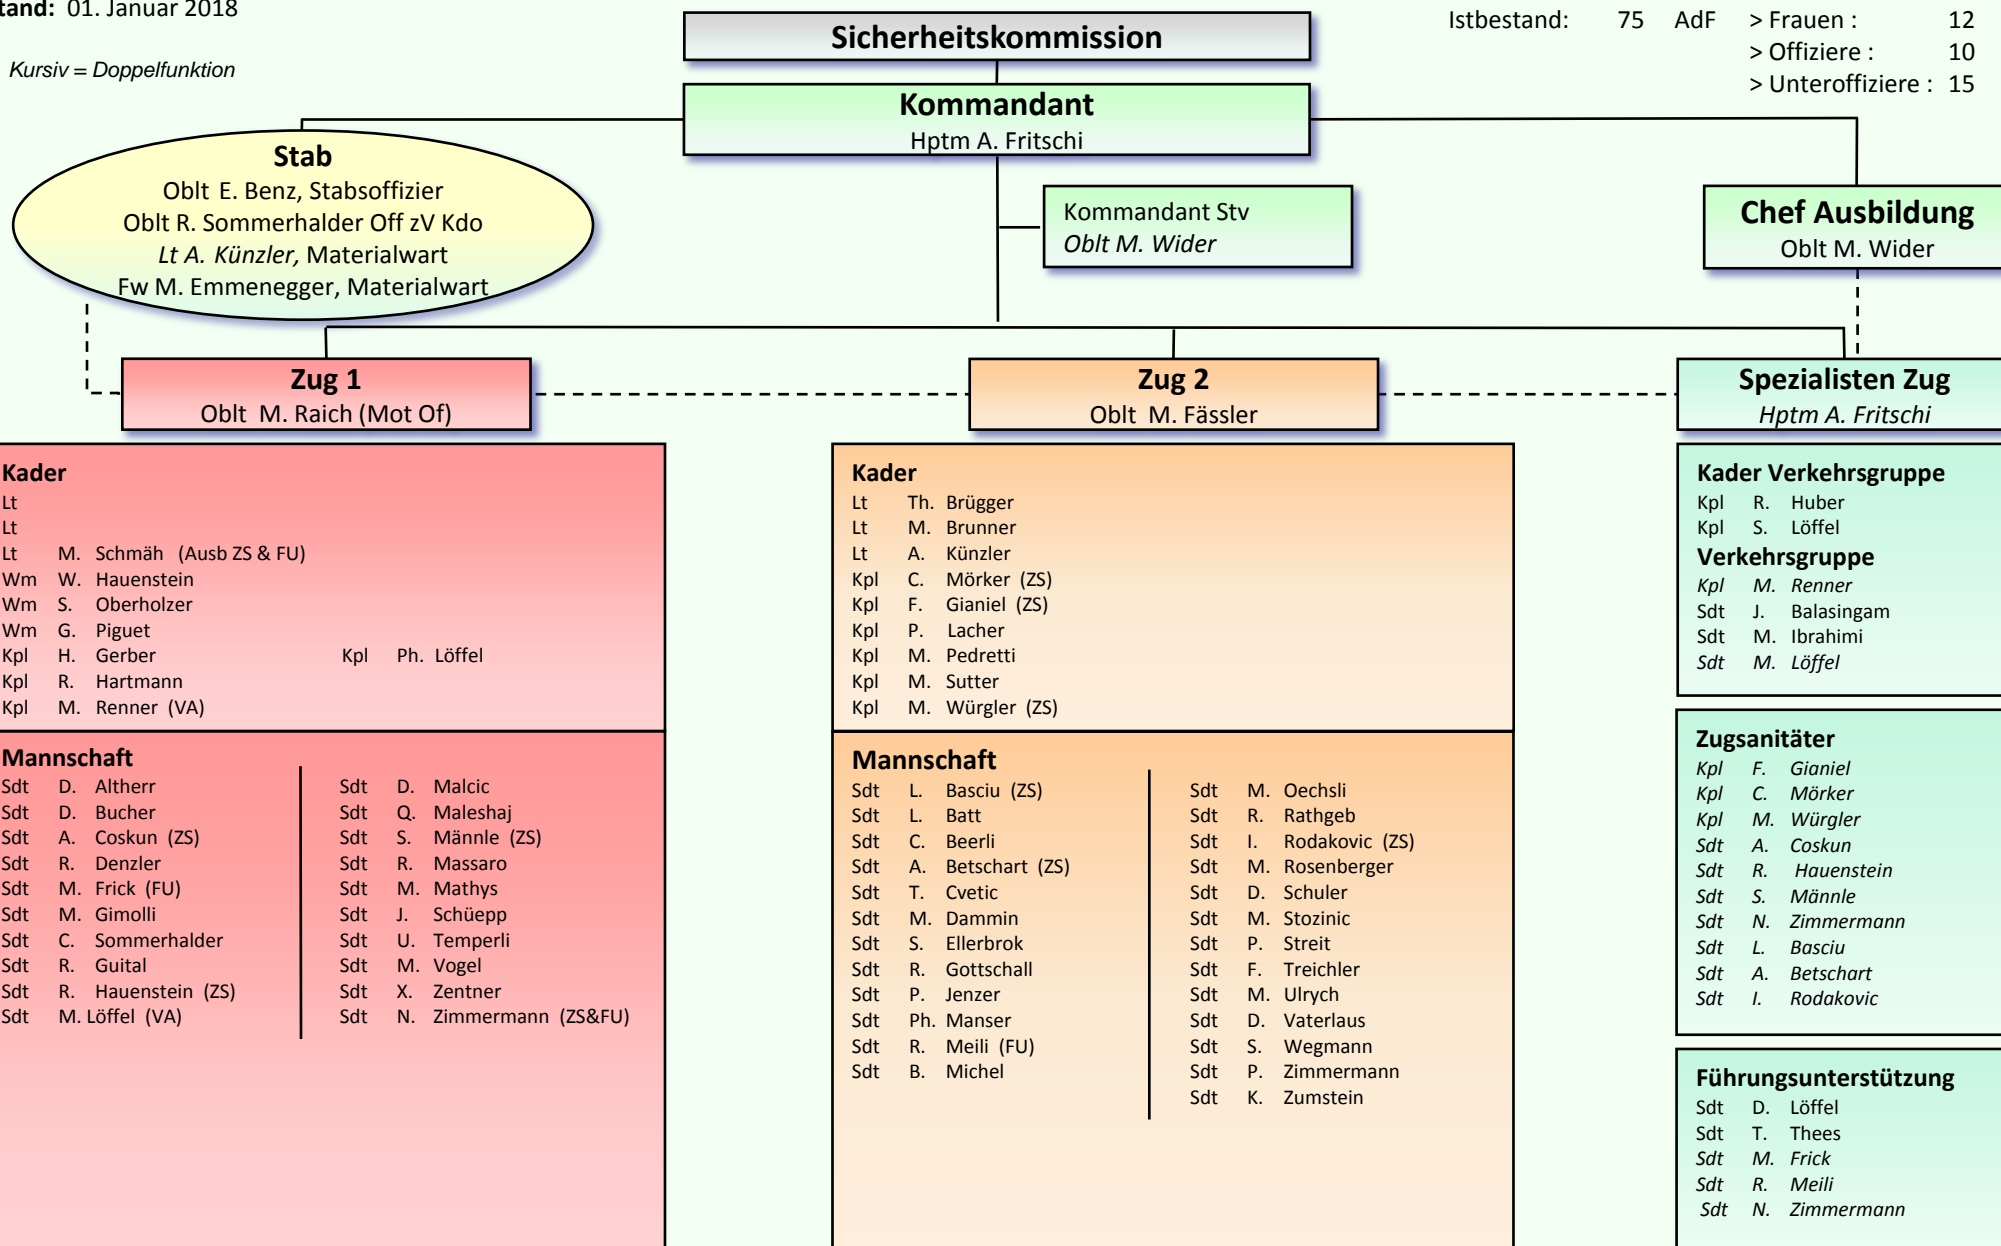 tand: 01. Januar 2018
Kursiv = Doppelfunktion
Sicherheitskommission
Istbestand: 75 AdF > Frauen : 12
> Offiziere : 10
> Unteroffiziere : 15
Kommandant
Hptm A. Fritschi
Stab
Oblt E. Benz, Stabsoffizier
Oblt R. Sommerhalder Off zV Kdo
Lt A. Künzler, Materialwart
Fw M. Emmenegger, Materialwart
Kommandant Stv
Oblt M. Wider
Chef Ausbildung
Oblt M. Wider
Zug 1
Oblt M. Raich (Mot Of)
Zug 2
Oblt M. Fässler
Spezialisten Zug
Hptm A. Fritschi
Kader
Lt
Lt
Lt M. Schmäh (Ausb ZS & FU)
Wm W. Hauenstein
Wm S. Oberholzer
Wm G. Piguet
Kpl H. Gerber Kpl Ph. Löffel
Kpl R. Hartmann
Kpl M. Renner (VA)
Mannschaft
Sdt D. Altherr
Sdt D. Bucher
Sdt A. Coskun (ZS)
Sdt R. Denzler
Sdt M. Frick (FU)
Sdt M. Gimolli
Sdt C. Sommerhalder
Sdt R. Guital
Sdt R. Hauenstein (ZS)
Sdt M. Löffel (VA)
Sdt D. Malcic
Sdt Q. Maleshaj
Sdt S. Männle (ZS)
Sdt R. Massaro
Sdt M. Mathys
Sdt J. Schüepp
Sdt U. Temperli
Sdt M. Vogel
Sdt X. Zentner
Sdt N. Zimmermann (ZS&FU)
Kader
Lt Th. Brügger
Lt M. Brunner
Lt A. Künzler
Kpl C. Mörker (ZS)
Kpl F. Gianiel (ZS)
Kpl P. Lacher
Kpl M. Pedretti
Kpl M. Sutter
Kpl M. Würgler (ZS)
Mannschaft
Sdt L. Basciu (ZS)
Sdt L. Batt
Sdt C. Beerli
Sdt A. Betschart (ZS)
Sdt T. Cvetic
Sdt M. Dammin
Sdt S. Ellerbrok
Sdt R. Gottschall
Sdt P. Jenzer
Sdt Ph. Manser
Sdt R. Meili (FU)
Sdt B. Michel
Sdt M. Oechsli
Sdt R. Rathgeb
Sdt I. Rodakovic (ZS)
Sdt M. Rosenberger
Sdt D. Schuler
Sdt M. Stozinic
Sdt P. Streit
Sdt F. Treichler
Sdt M. Ulrych
Sdt D. Vaterlaus
Sdt S. Wegmann
Sdt P. Zimmermann
Sdt K. Zumstein
Kader Verkehrsgruppe
Kpl R. Huber
Kpl S. Löffel
Verkehrsgruppe
Kpl M. Renner
Sdt J. Balasingam
Sdt M. Ibrahimi
Sdt M. Löffel
Zugsanitäter
Kpl F. Gianiel
Kpl C. Mörker
Kpl M. Würgler
Sdt A. Coskun
Sdt R. Hauenstein
Sdt S. Männle
Sdt N. Zimmermann
Sdt L. Basciu
Sdt A. Betschart
Sdt I. Rodakovic
Führungsunterstützung
Sdt D. Löffel
Sdt T. Thees
Sdt M. Frick
Sdt R. Meili
Sdt N. Zimmermann